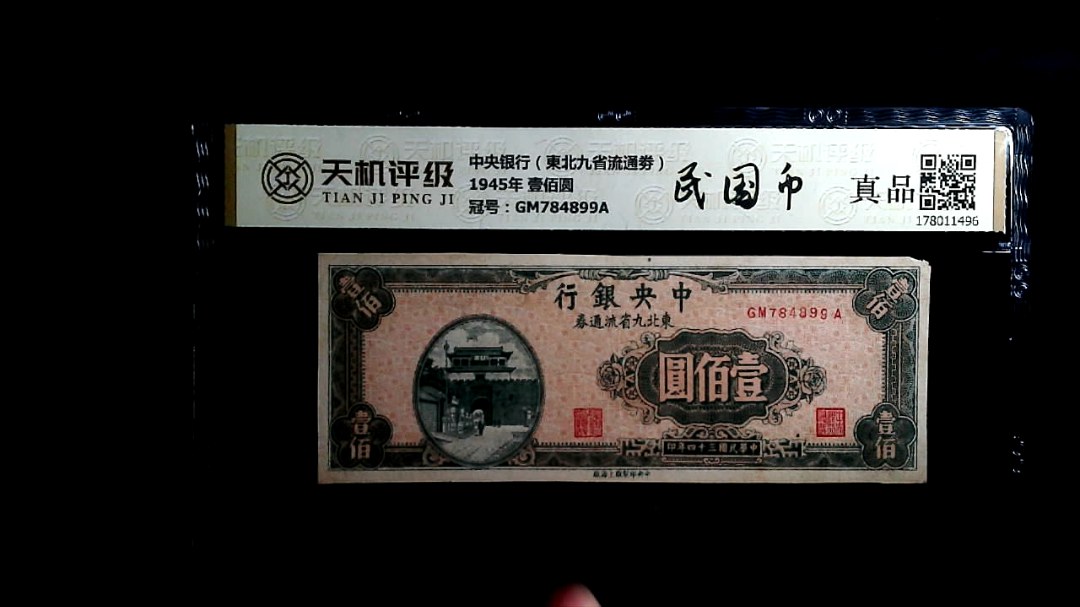 天机评级
TIAN JI PING JI
中央银行（東北九省流通券）
1945年 壹佰圆
冠号：GM784899A
民国币
真品
178011496
行銀央中
券通流省九北東
GM784899A
壹佰
壹佰
圓佰壹
壹佰
壹佰
印年四十三國民華中